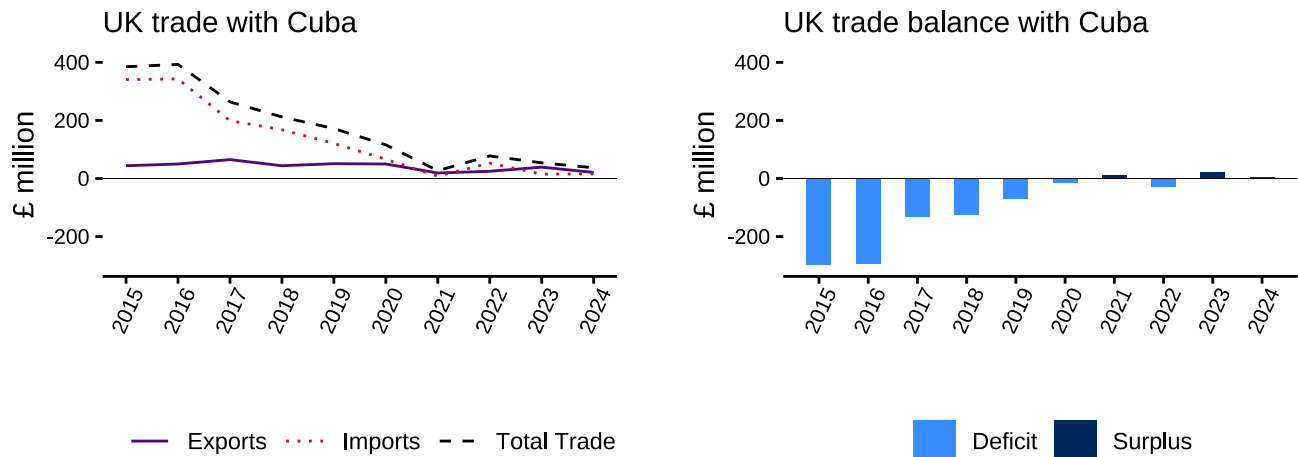 UK trade with Cuba
£ million
400
200
0
-200
2015 2016 2017 2018 2019 2020 2021 2022 2023 2024
Exports Imports Total Trade
UK trade balance with Cuba
£ million
400
200
0
-200
2015 2016 2017 2018 2019 2020 2021 2022 2023 2024
Deficit Surplus